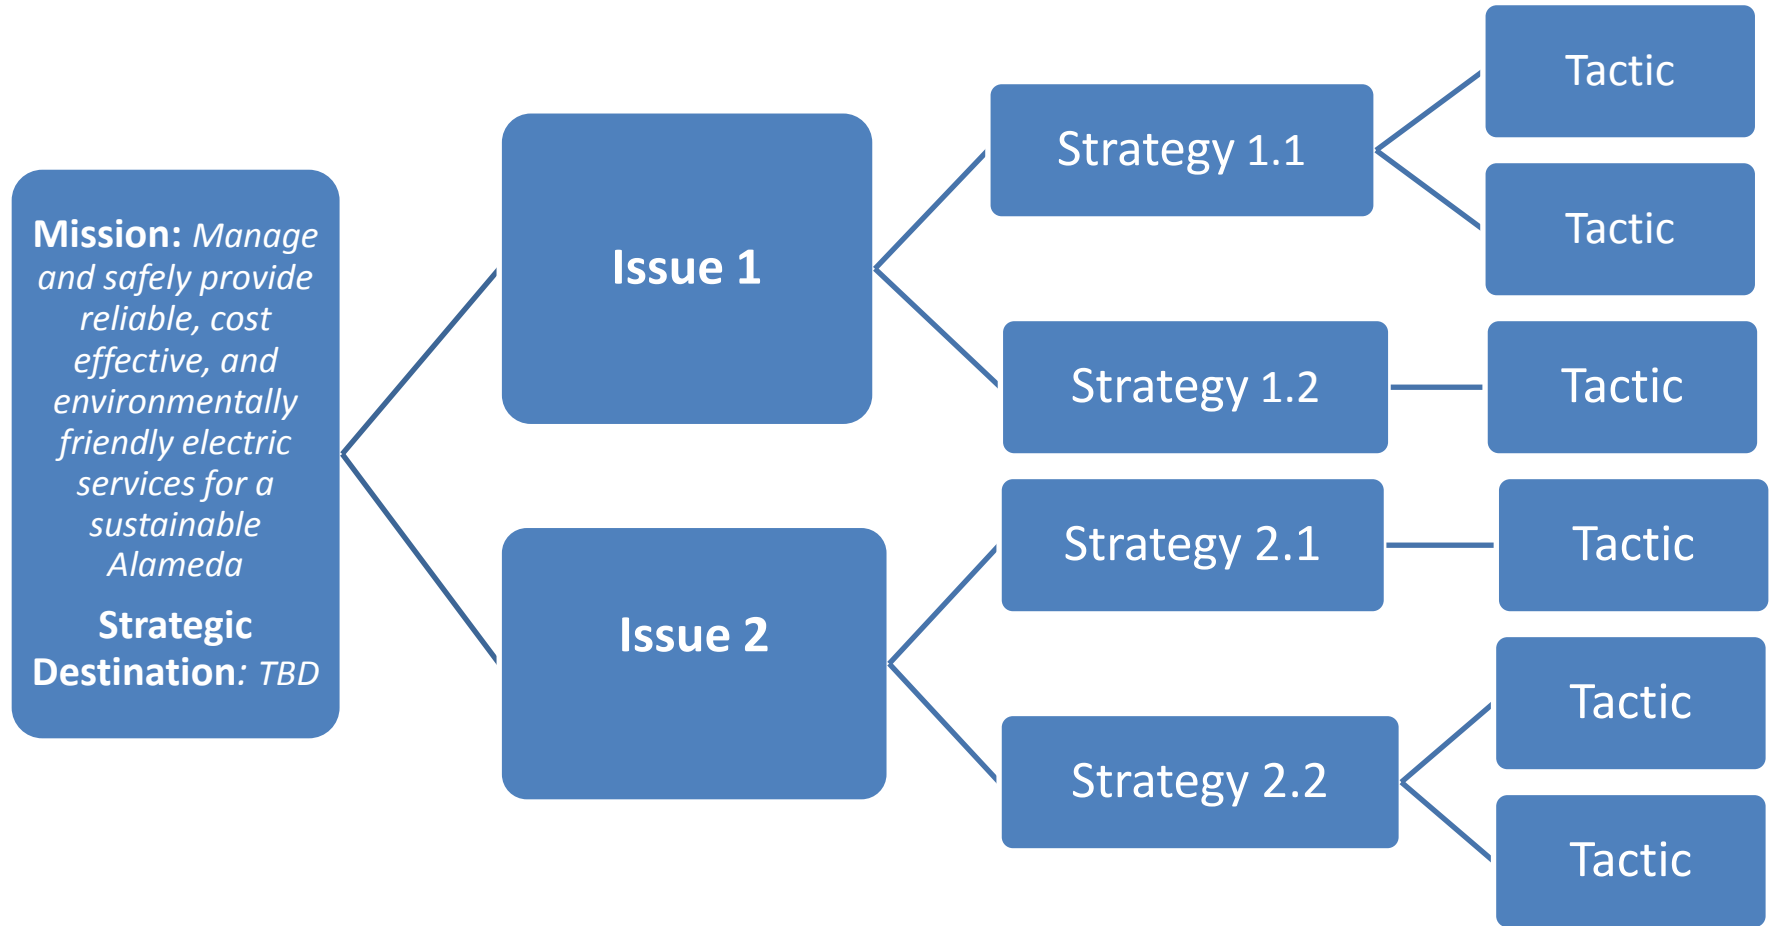 Mission: Manage
and safely provide
reliable, cost
effective, and
environmentally
friendly electric
services for a
sustainable
Alameda
Strategic
Destination: TBD
Issue 1
Issue 2
Strategy 1.1
Strategy 1.2
Strategy 2.1
Strategy 2.2
Tactic
Tactic
Tactic
Tactic
Tactic
Tactic